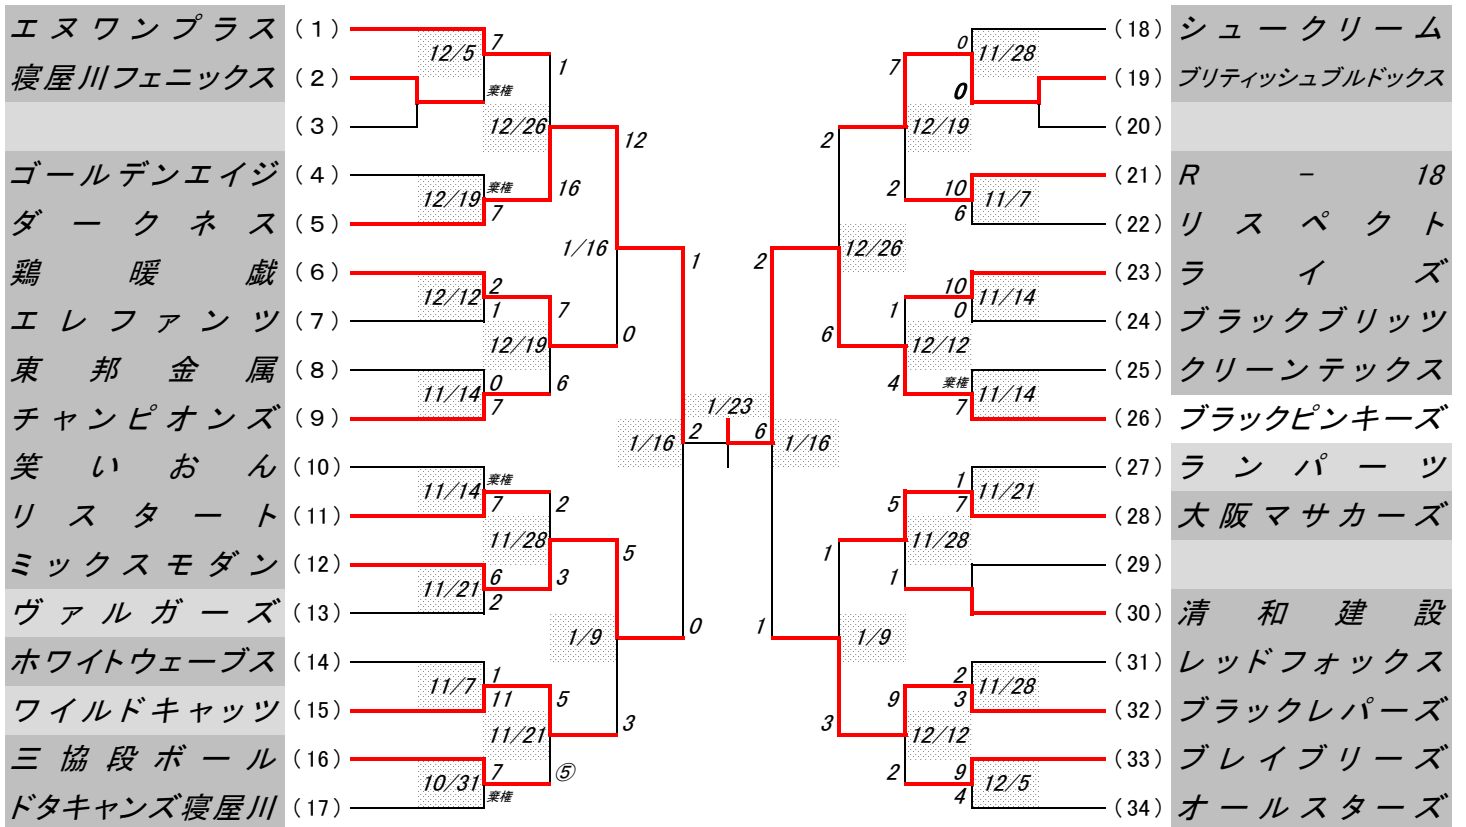 エヌワンプラス (1)
寝屋川フェニックス (2)
(3)
ゴールデンエイジ (4)
ダークネス (5)
鶏暖戯 (6)
エレファンツ (7)
東邦金属 (8)
チャンピオンズ (9)
笑いおん (10)
リスタート (11)
ミックスモダン (12)
ヴァルガーズ (13)
ホワイトウェーブス (14)
ワイルドキャッツ (15)
三協段ボール (16)
ドタキャンズ寝屋川 (17)
12/5 7
棄権
1
12/26
12/19 棄権
7
16
12
12/12 2
1
7
12/19
11/14 0
7
6
0
1/16
1
11/14 棄権
7
2
11/28
11/21 6
2
3
5
1/9
11/7 1
11
5
11/21
10/31 7
棄権
⑤
3
0
1/16
2
1/23
6
1/16
2
1
2
12/26
6
7
12/19
2
0
0
11/28
10
6
11/7
1
12/12
4
10
0
11/14
棄権
7
11/14
1
1/9
3
5
11/28
1
1
7
11/21
9
12/12
2
2
3
11/28
9
4
12/5
(18) シュークリーム
(19) ブリティッシュブルドックス
(20)
(21) R - 18
(22) リスペクト
(23) ライズ
(24) ブラックブリッツ
(25) クリーンテックス
(26) ブラックピンキーズ
(27) ランパーツ
(28) 大阪マサカーズ
(29)
(30) 清和建設
(31) レッドフォックス
(32) ブラックレパーズ
(33) ブレイブリーズ
(34) オールスターズ